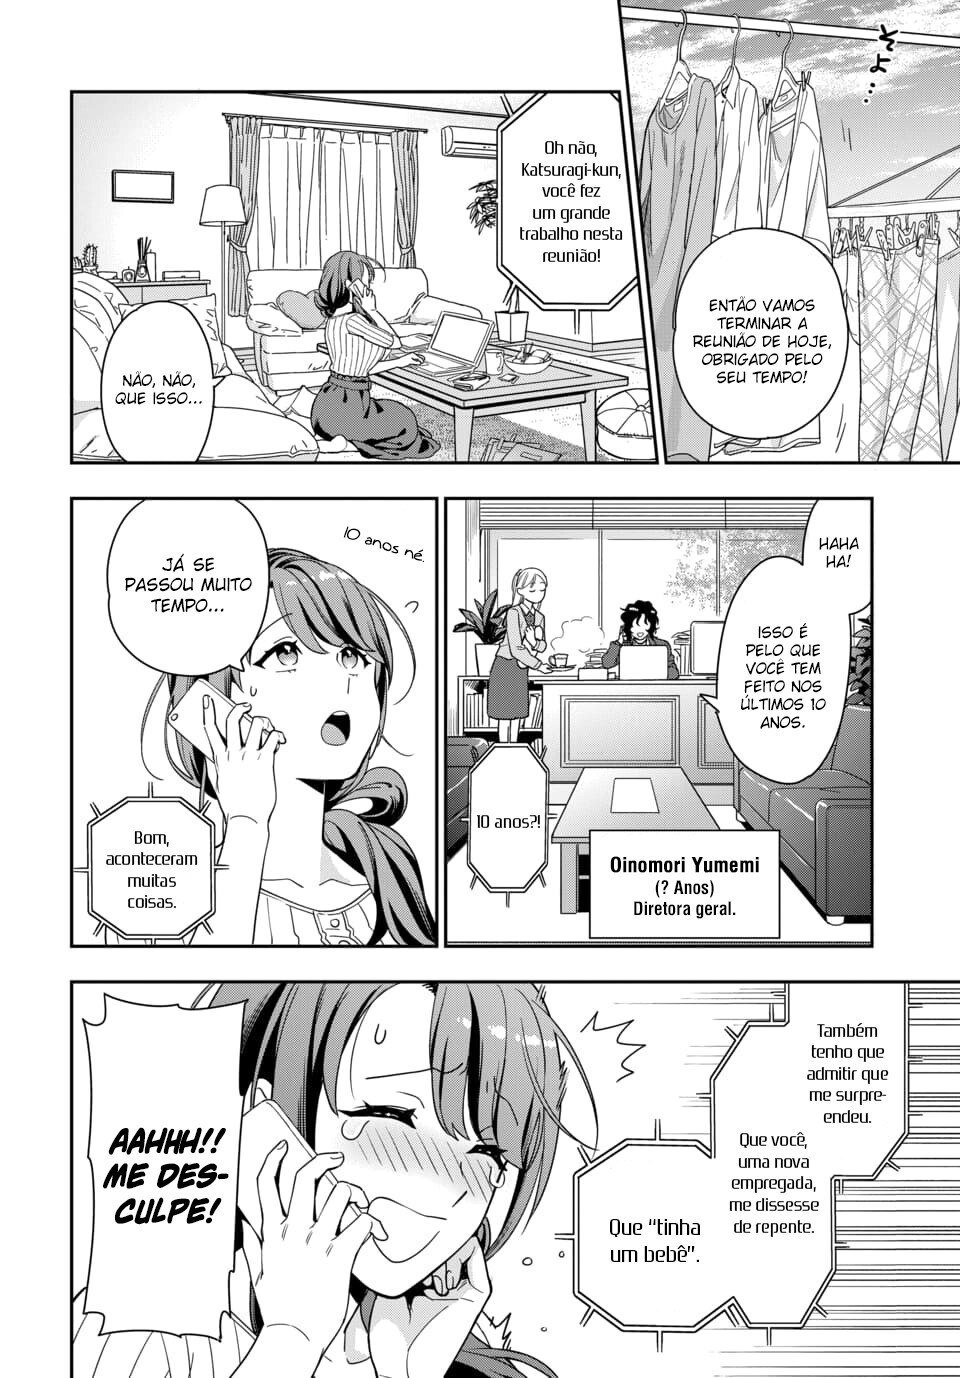 そよ…
ENTÃO VAMOS
TERMINAR A
REUNIÃO DE HOJE,
OBRIGADO PELO
SEU TEMPO!
Oh não,
Katsuragi-kun,
você fez
um grande
trabalho nesta
reunião!
NÃO, NÃO,
QUE ISSO...
HAHA
HA!
ISSO É
PELO QUE
VOCÊ TEM
FEITO NOS
ÚLTIMOS 10
ANOS.
10 anos?!
Oinomori Yumemi
(? Anos)
Diretora geral.
10 anos né.
JÁ SE
PASSOU MUITO
TEMPO...
Bom,
aconteceram
muitas
coisas.
Também
tenho que
admitir que
me surpre-
endeu.
Que você,
uma nova
empregada,
me dissesse
de repente.
Que “tinha
um bebê”.
AAHHH!!
ME DES-
CULPE!